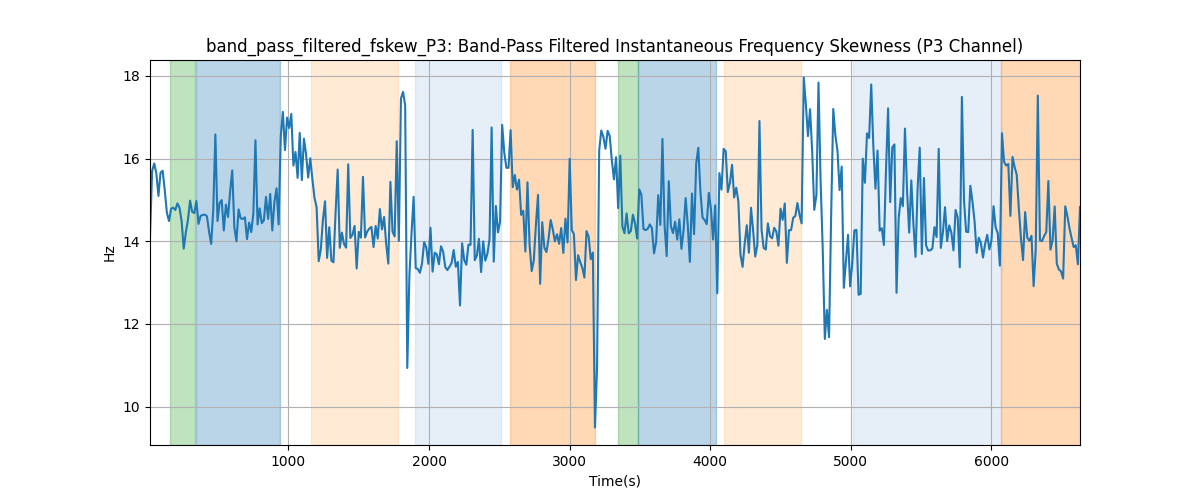 band_pass_filtered_fskew_P3: Band-Pass Filtered Instantaneous Frequency Skewness (P3 Channel)
18
16
14
12
10
Hz
1000 2000 3000 4000 5000 6000
Time(s)